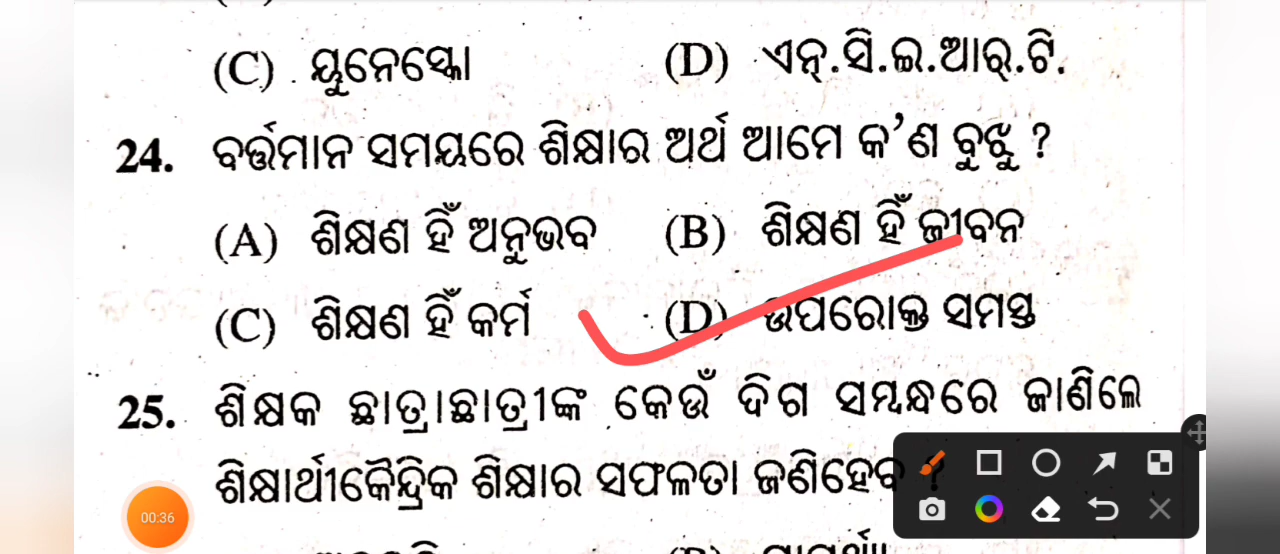 (C) ୟୁନେସ୍କୋ (D) ଏନ୍.ସି.ଇ.ଆର୍.ଟି.
24. ବର୍ତ୍ତମାନ ସମୟରେ ଶିକ୍ଷାର ଅର୍ଥ ଆମେ କ'ଣ ବୁଝୁ ?
(A) ଶିକ୍ଷଣ ହିଁ ଅନୁଭବ (B) ଶିକ୍ଷଣ ହିଁ ଜୀବନ
(C) ଶିକ୍ଷଣ ହିଁ କର୍ମ (D) ଉପରୋକ୍ତ ସମସ୍ତ
25. ଶିକ୍ଷକ ଛାତ୍ରାଛାତ୍ରୀଙ୍କ କେଉଁ ଦିଗ ସମ୍ବନ୍ଧରେ ଜାଣିଲେ
ଶିକ୍ଷାର୍ଥୀକୈନ୍ଦ୍ରିକ ଶିକ୍ଷାର ସଫଳତା ଜଣିହେବ ?
00:36